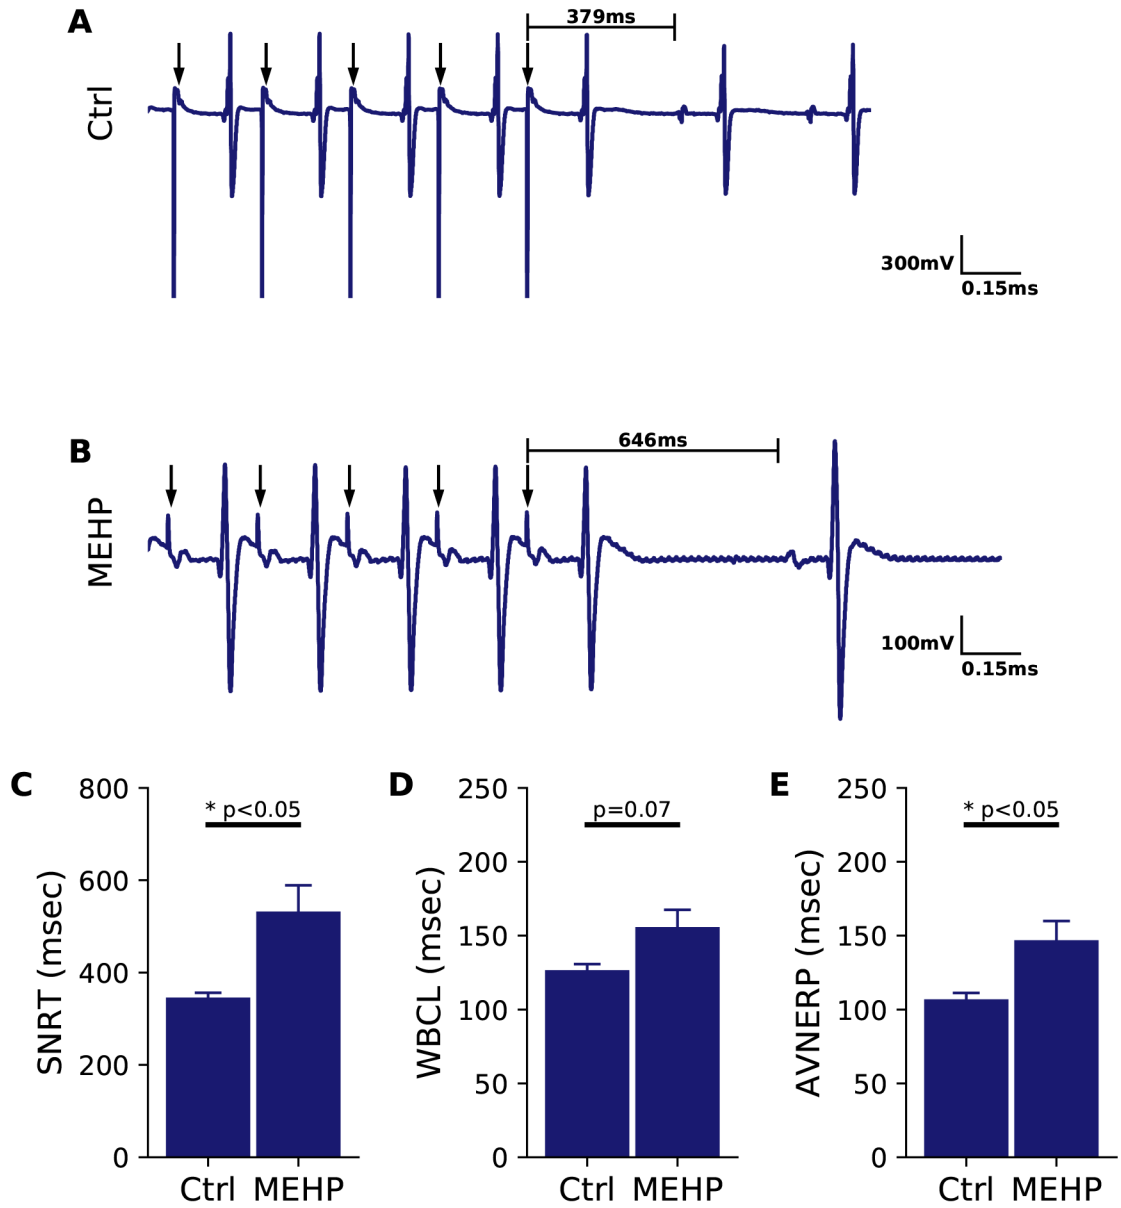 A
379ms
Ctrl
300mV
0.15ms
B
646ms
MEHP
100mV
0.15ms
C
800
600
400
200
0
SNRT (msec)
* p<0.05
Ctrl MEHP
D
250
200
150
100
50
0
WBCL (msec)
p=0.07
Ctrl MEHP
E
250
200
150
100
50
0
AVNERP (msec)
* p<0.05
Ctrl MEHP